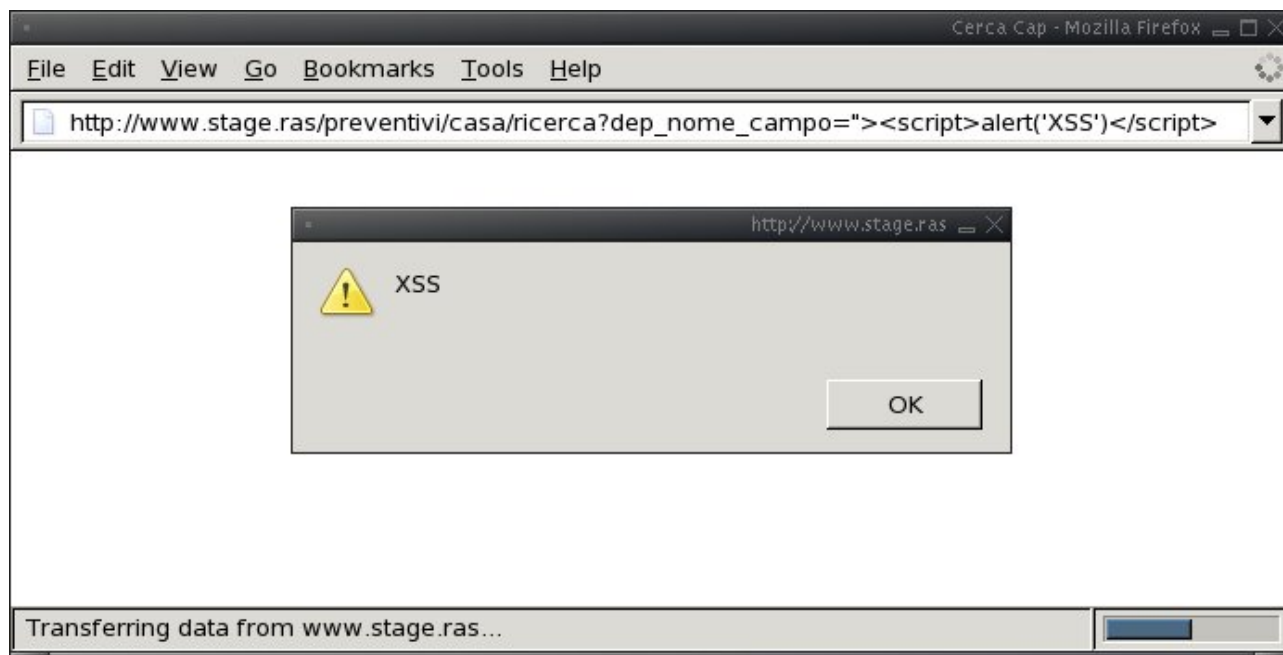 Cerca Cap - Mozilla Firefox
File Edit View Go Bookmarks Tools Help
http://www.stage.ras/preventivi/casa/ricerca?dep_nome_campo="><script>alert('XSS')</script>
http://www.stage.ras
XSS
OK
Transferring data from www.stage.ras...